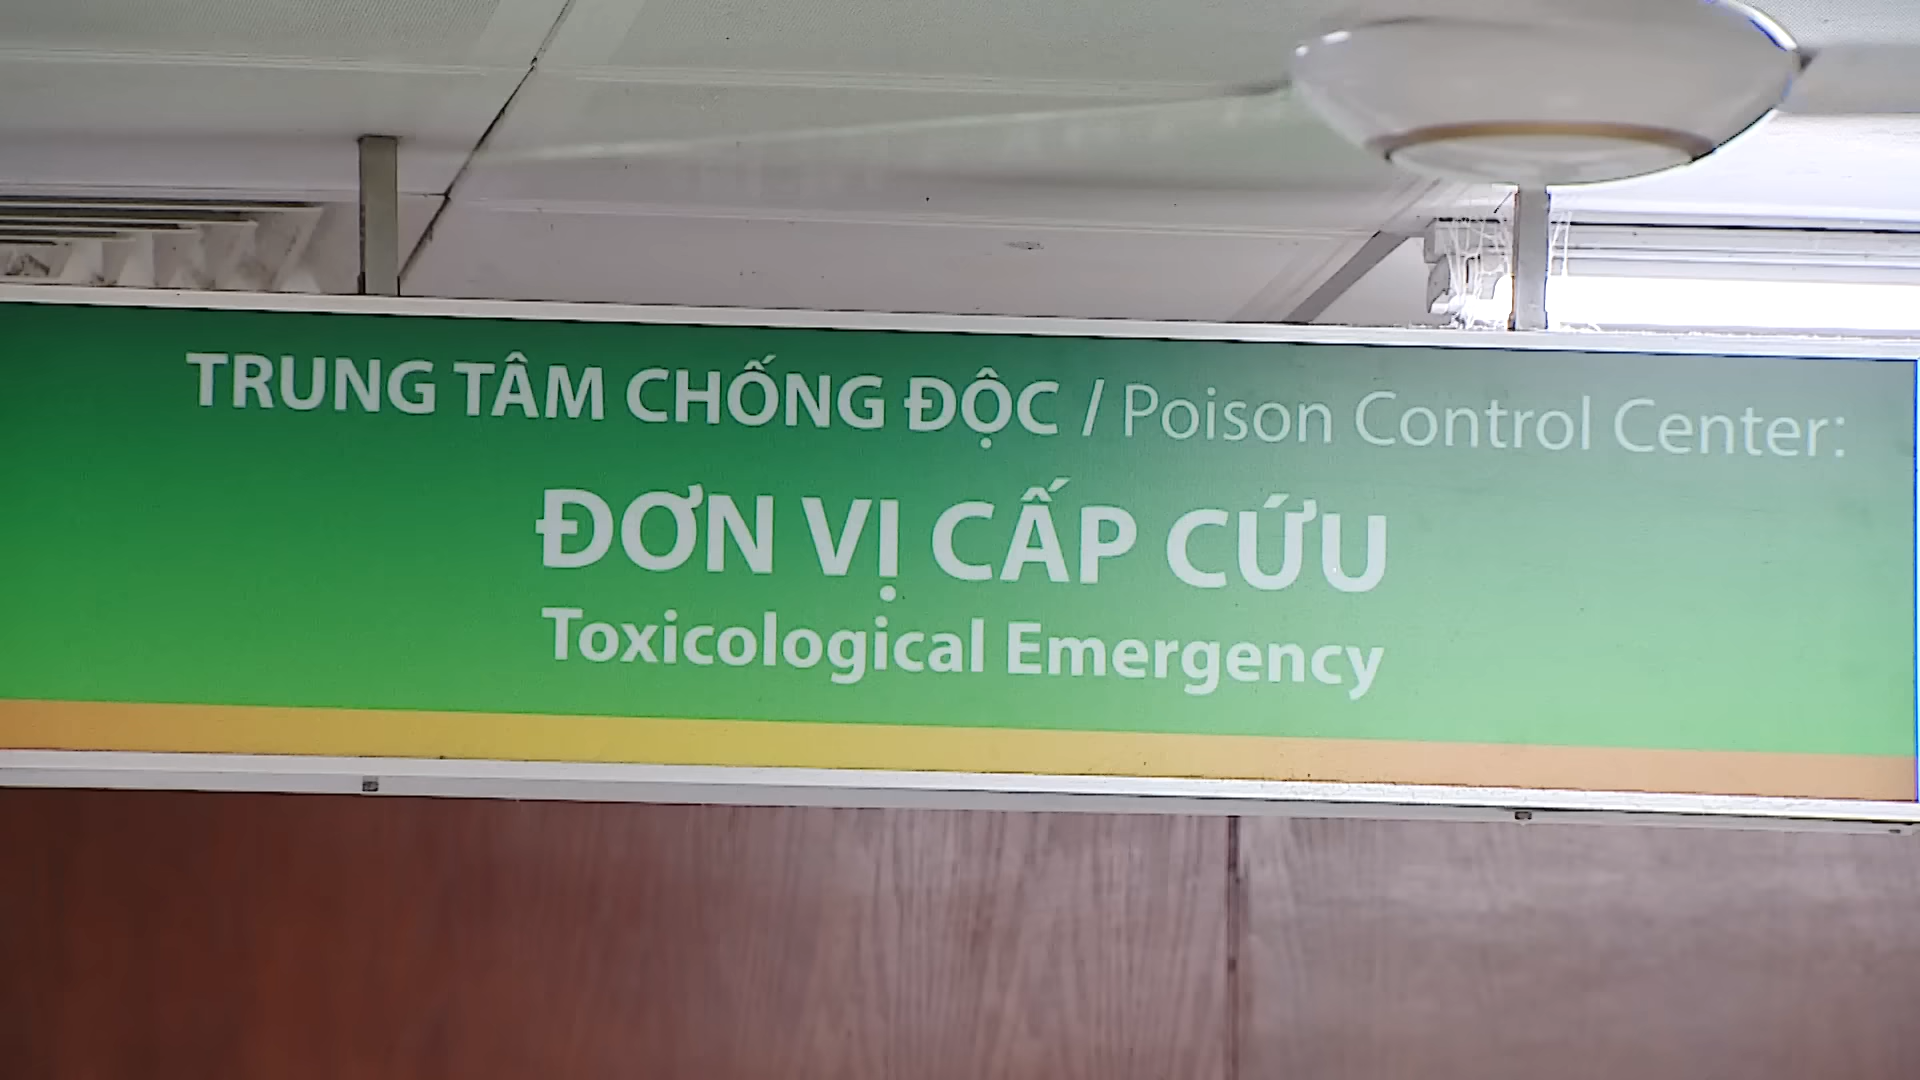 TRUNG TÂM CHỐNG ĐỘC / Poison Control Center:
ĐƠN VỊ CẤP CỨU
Toxicological Emergency